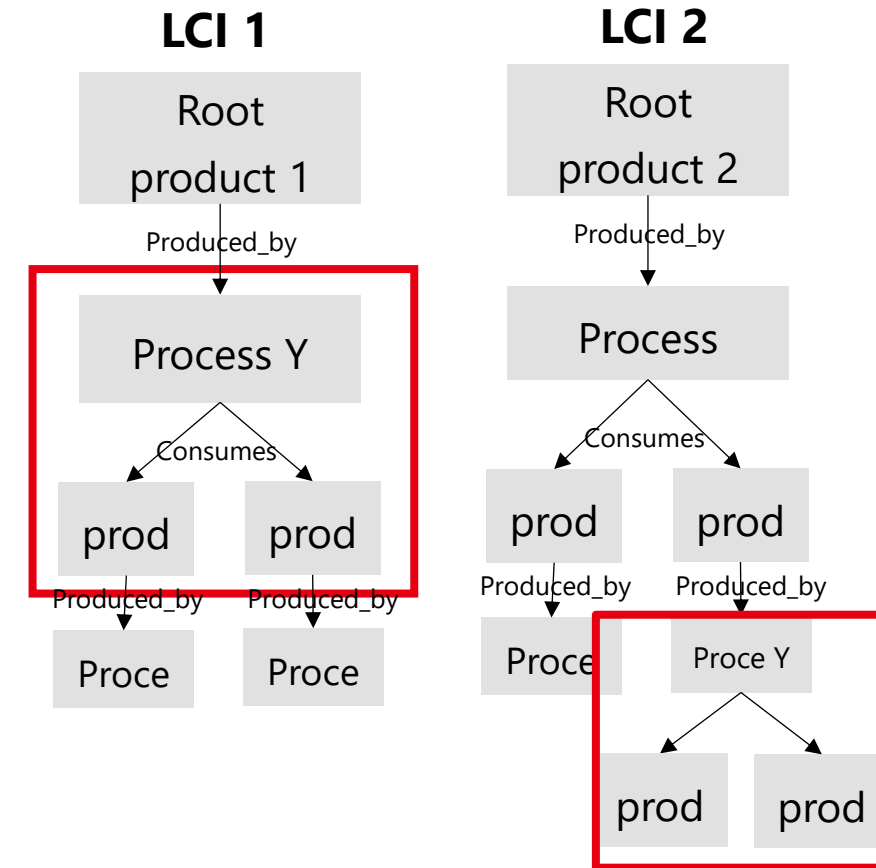 LCI 1
Root
product 1
Produced_by
Process Y
Consumes
prod
prod
Produced_by
Produced_by
Proce
Proce
LCI 2
Root
product 2
Produced_by
Process
Consumes
prod
prod
Produced_by
Produced_by
Proce
Proce Y
prod
prod